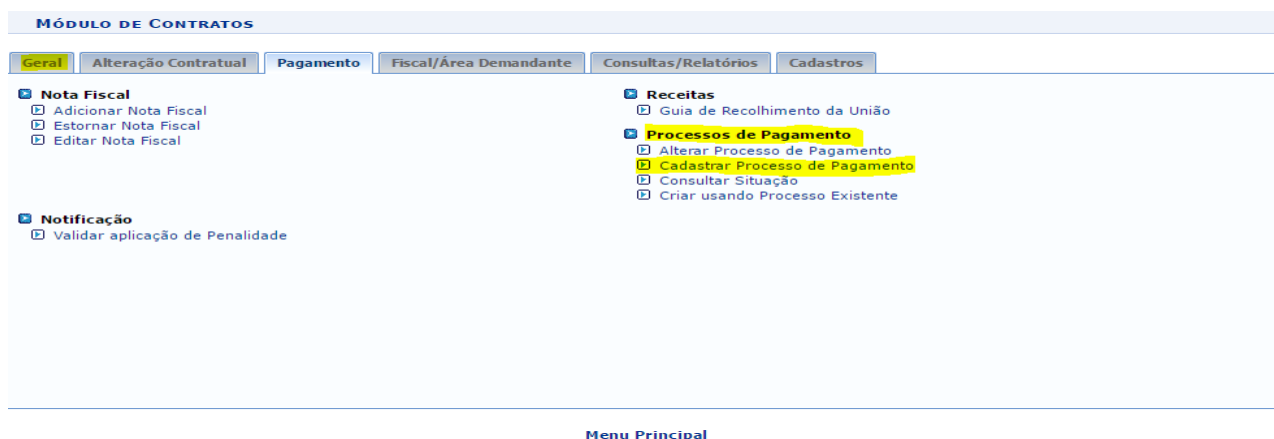 MÓDULO DE CONTRATOS
Geral Alteração Contratual Pagamento Fiscal/Área Demandante Consultas/Relatórios Cadastros
Nota Fiscal
Adicionar Nota Fiscal
Estornar Nota Fiscal
Editar Nota Fiscal
Notificação
Validar aplicação de Penalidade
Receitas
Guia de Recolhimento da União
Processos de Pagamento
Alterar Processo de Pagamento
Cadastrar Processo de Pagamento
Consultar Situação
Criar usando Processo Existente
Menu Principal